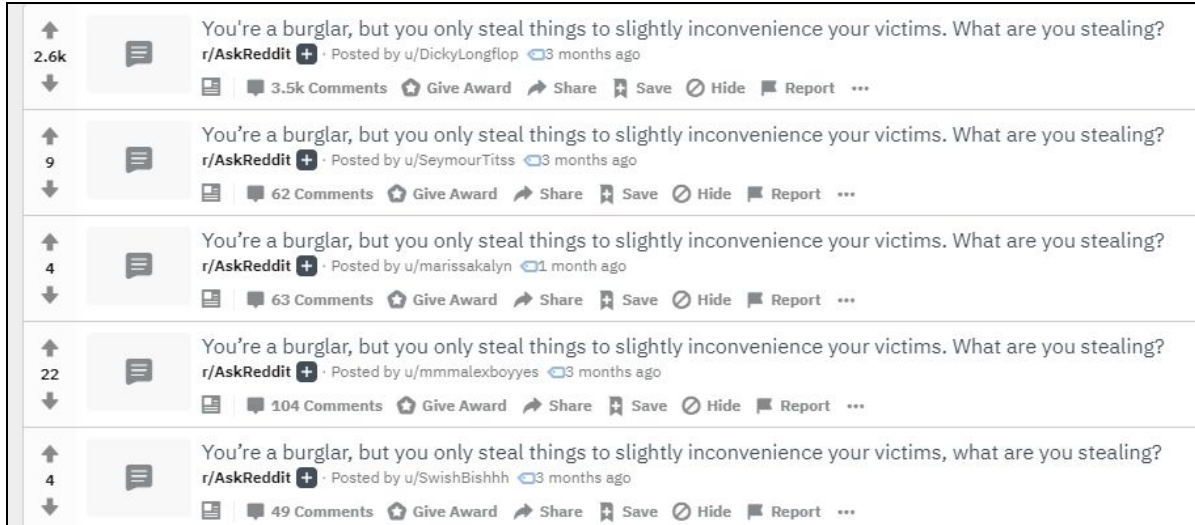 You're a burglar, but you only steal things to slightly inconvenience your victims. What are you stealing?
2.6k
r/AskReddit + · Posted by u/DickyLongflop 3 months ago
3.5k Comments Give Award Share Save Hide Report ···
You’re a burglar, but you only steal things to slightly inconvenience your victims. What are you stealing?
9
r/AskReddit + · Posted by u/SeymourTitss 3 months ago
62 Comments Give Award Share Save Hide Report ···
You’re a burglar, but you only steal things to slightly inconvenience your victims. What are you stealing?
4
r/AskReddit + · Posted by u/marissakalyn 1 month ago
63 Comments Give Award Share Save Hide Report ···
You’re a burglar, but you only steal things to slightly inconvenience your victims. What are you stealing?
22
r/AskReddit + · Posted by u/mmmalexboyyes 3 months ago
104 Comments Give Award Share Save Hide Report ···
You’re a burglar, but you only steal things to slightly inconvenience your victims, what are you stealing?
4
r/AskReddit + · Posted by u/SwishBishhh 3 months ago
49 Comments Give Award Share Save Hide Report ···